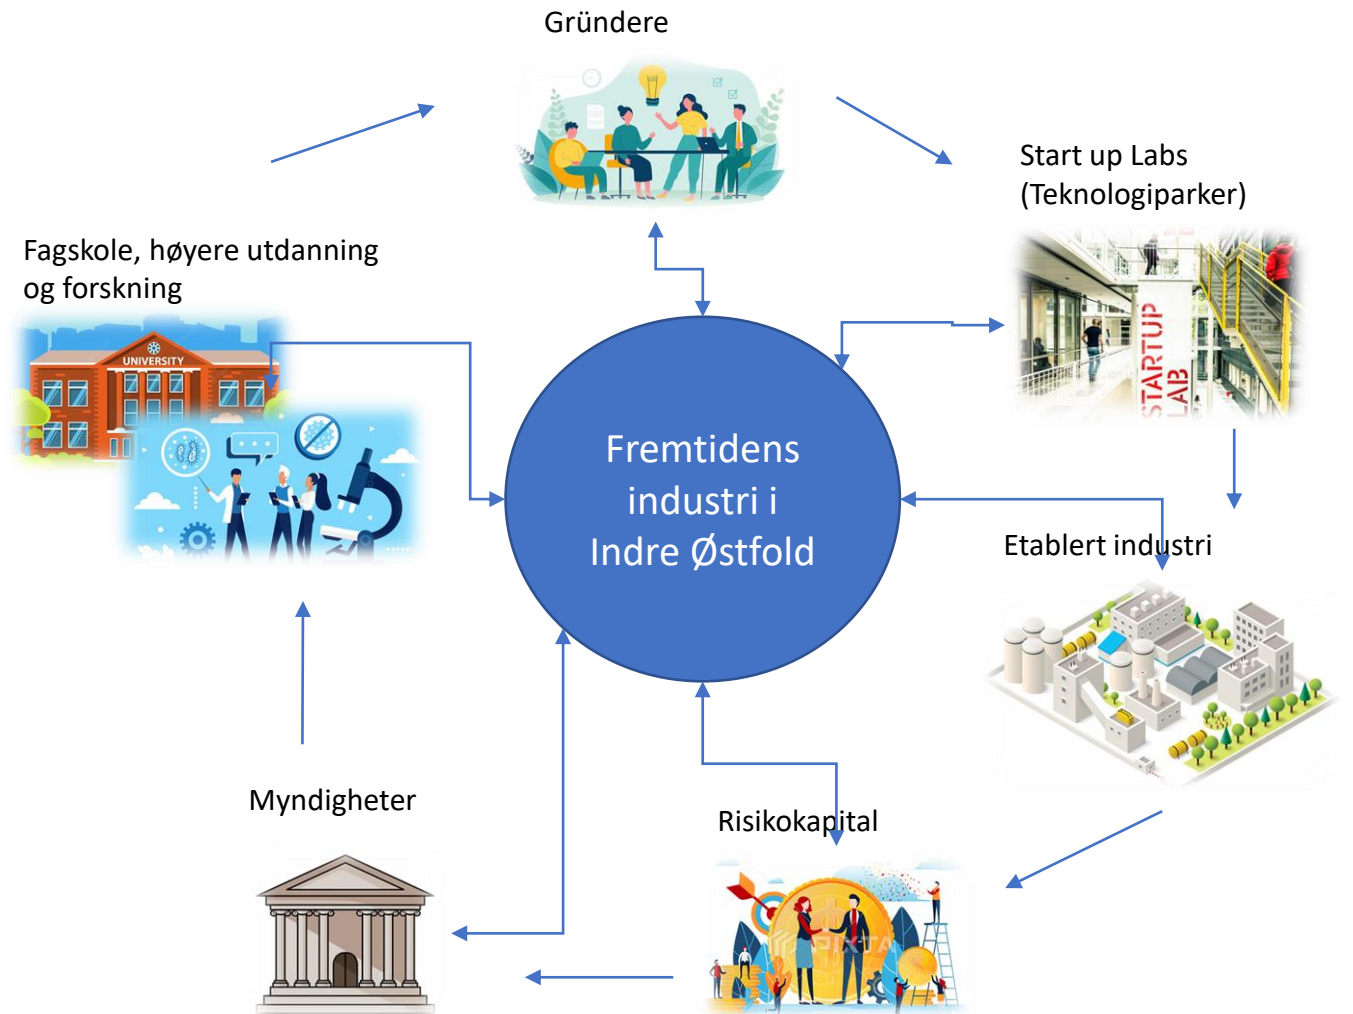 Gründere
Start up Labs
(Teknologiparker)
STARTUP
LAB
Fagskole, høyere utdanning
og forskning
UNIVERSITY
Fremtidens
industri i
Indre Østfold
Etablert industri
Myndigheter
Risikokapital
PIXTA